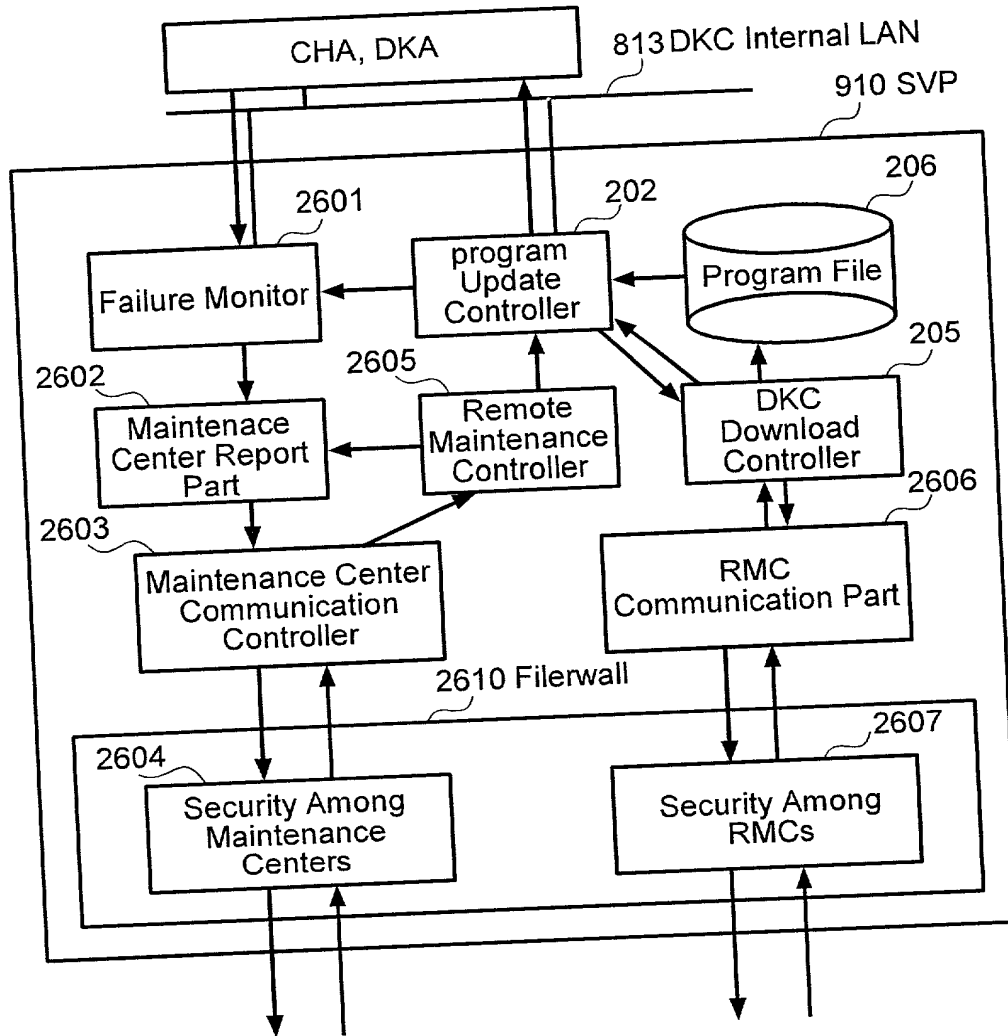 CHA, DKA
813 DKC Internal LAN
910 SVP
2601
Failure Monitor
202
program
Update
Controller
206
Program File
2602
Maintenace
Center Report
Part
2605
Remote
Maintenance
Controller
205
DKC
Download
Controller
2603
Maintenance Center
Communication
Controller
2606
RMC
Communication Part
2610 Filerwall
2604
Security Among
Maintenance
Centers
2607
Security Among
RMCs